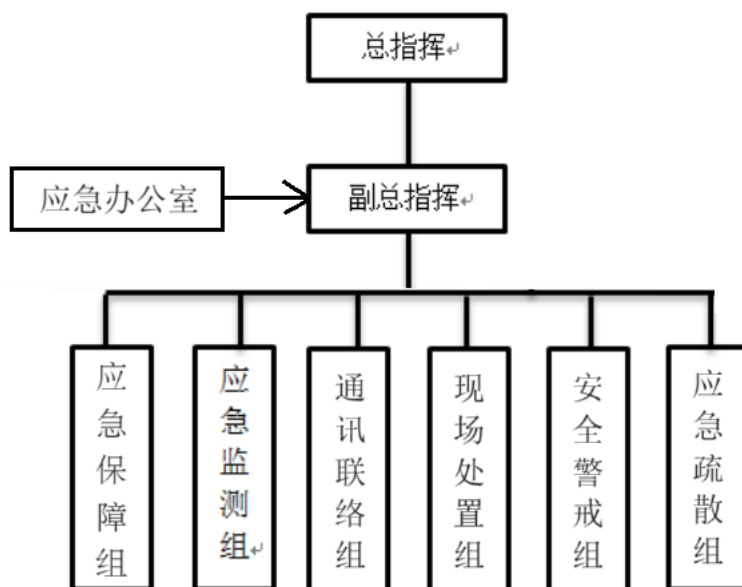 总指挥
应急办公室
副总指挥
应急保障组
应急监测组
通讯联络组
现场处置组
安全警戒组
应急疏散组